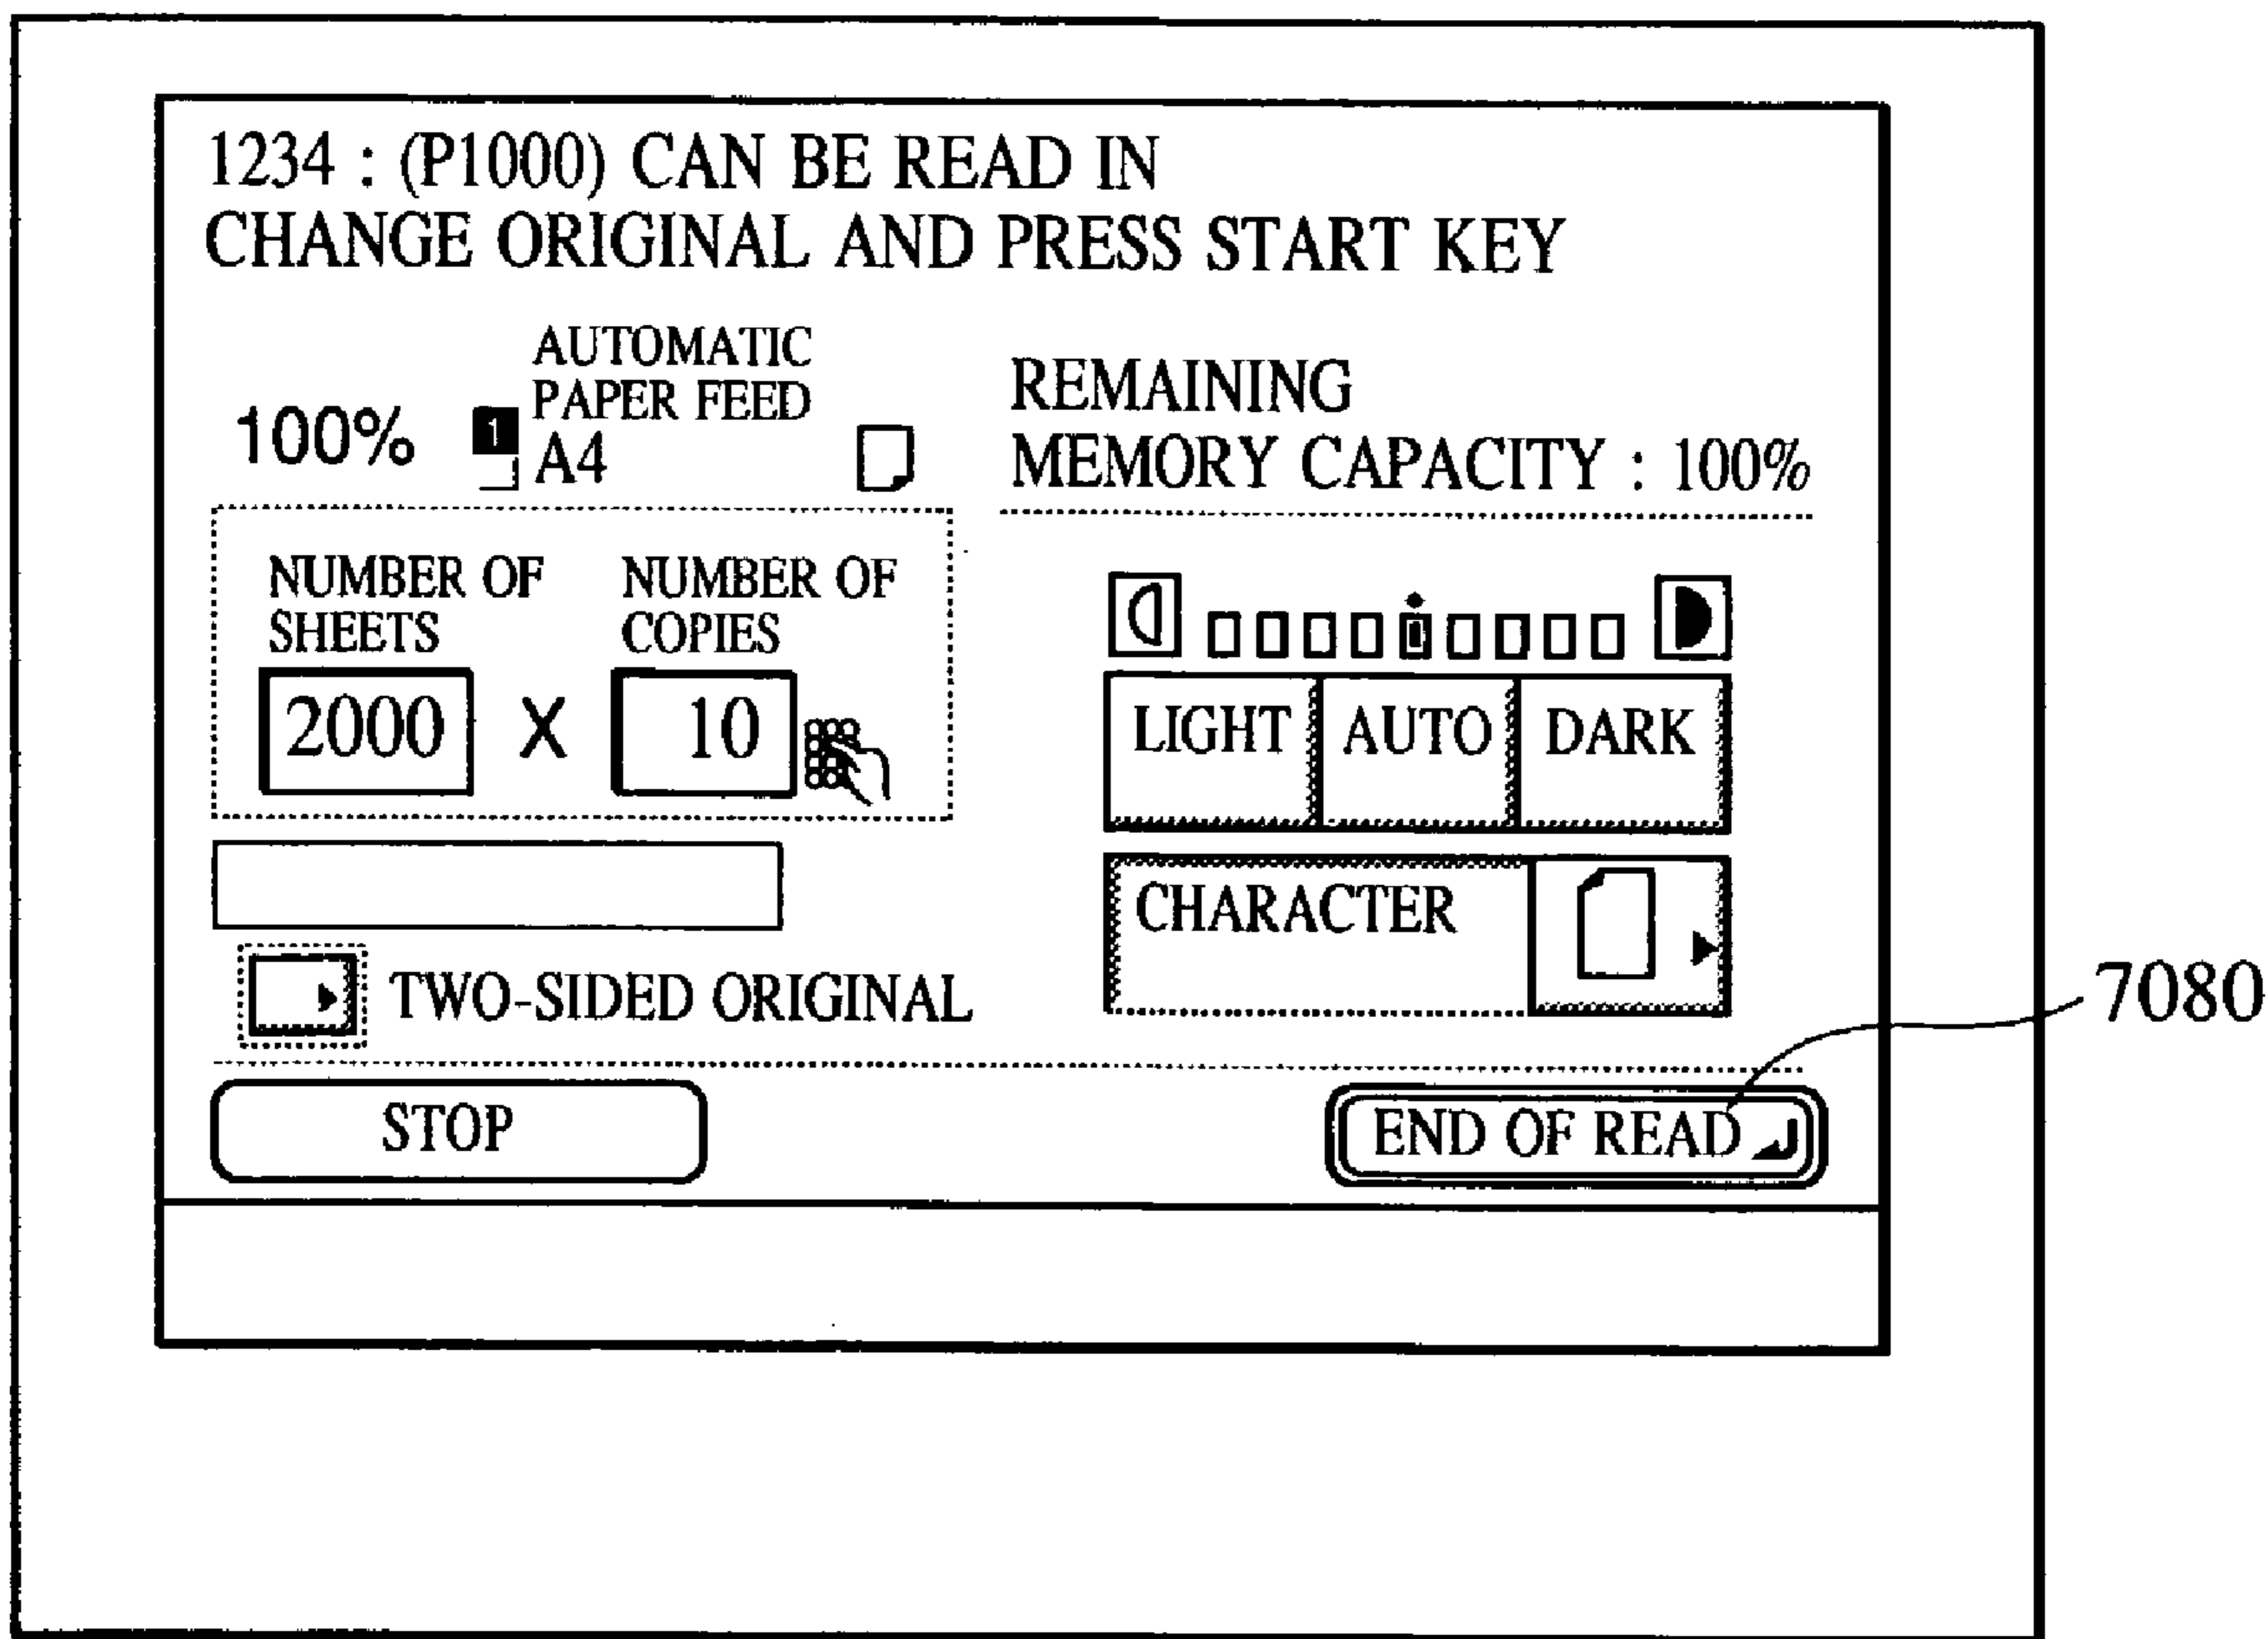 1234 : (P1000) CAN BE READ IN
CHANGE ORIGINAL AND PRESS START KEY
100%
1
AUTOMATIC
PAPER FEED
A4
REMAINING
MEMORY CAPACITY : 100%
NUMBER OF
SHEETS
NUMBER OF
COPIES
2000 X 10
LIGHT
AUTO
DARK
CHARACTER
TWO-SIDED ORIGINAL
7080
STOP
END OF READ